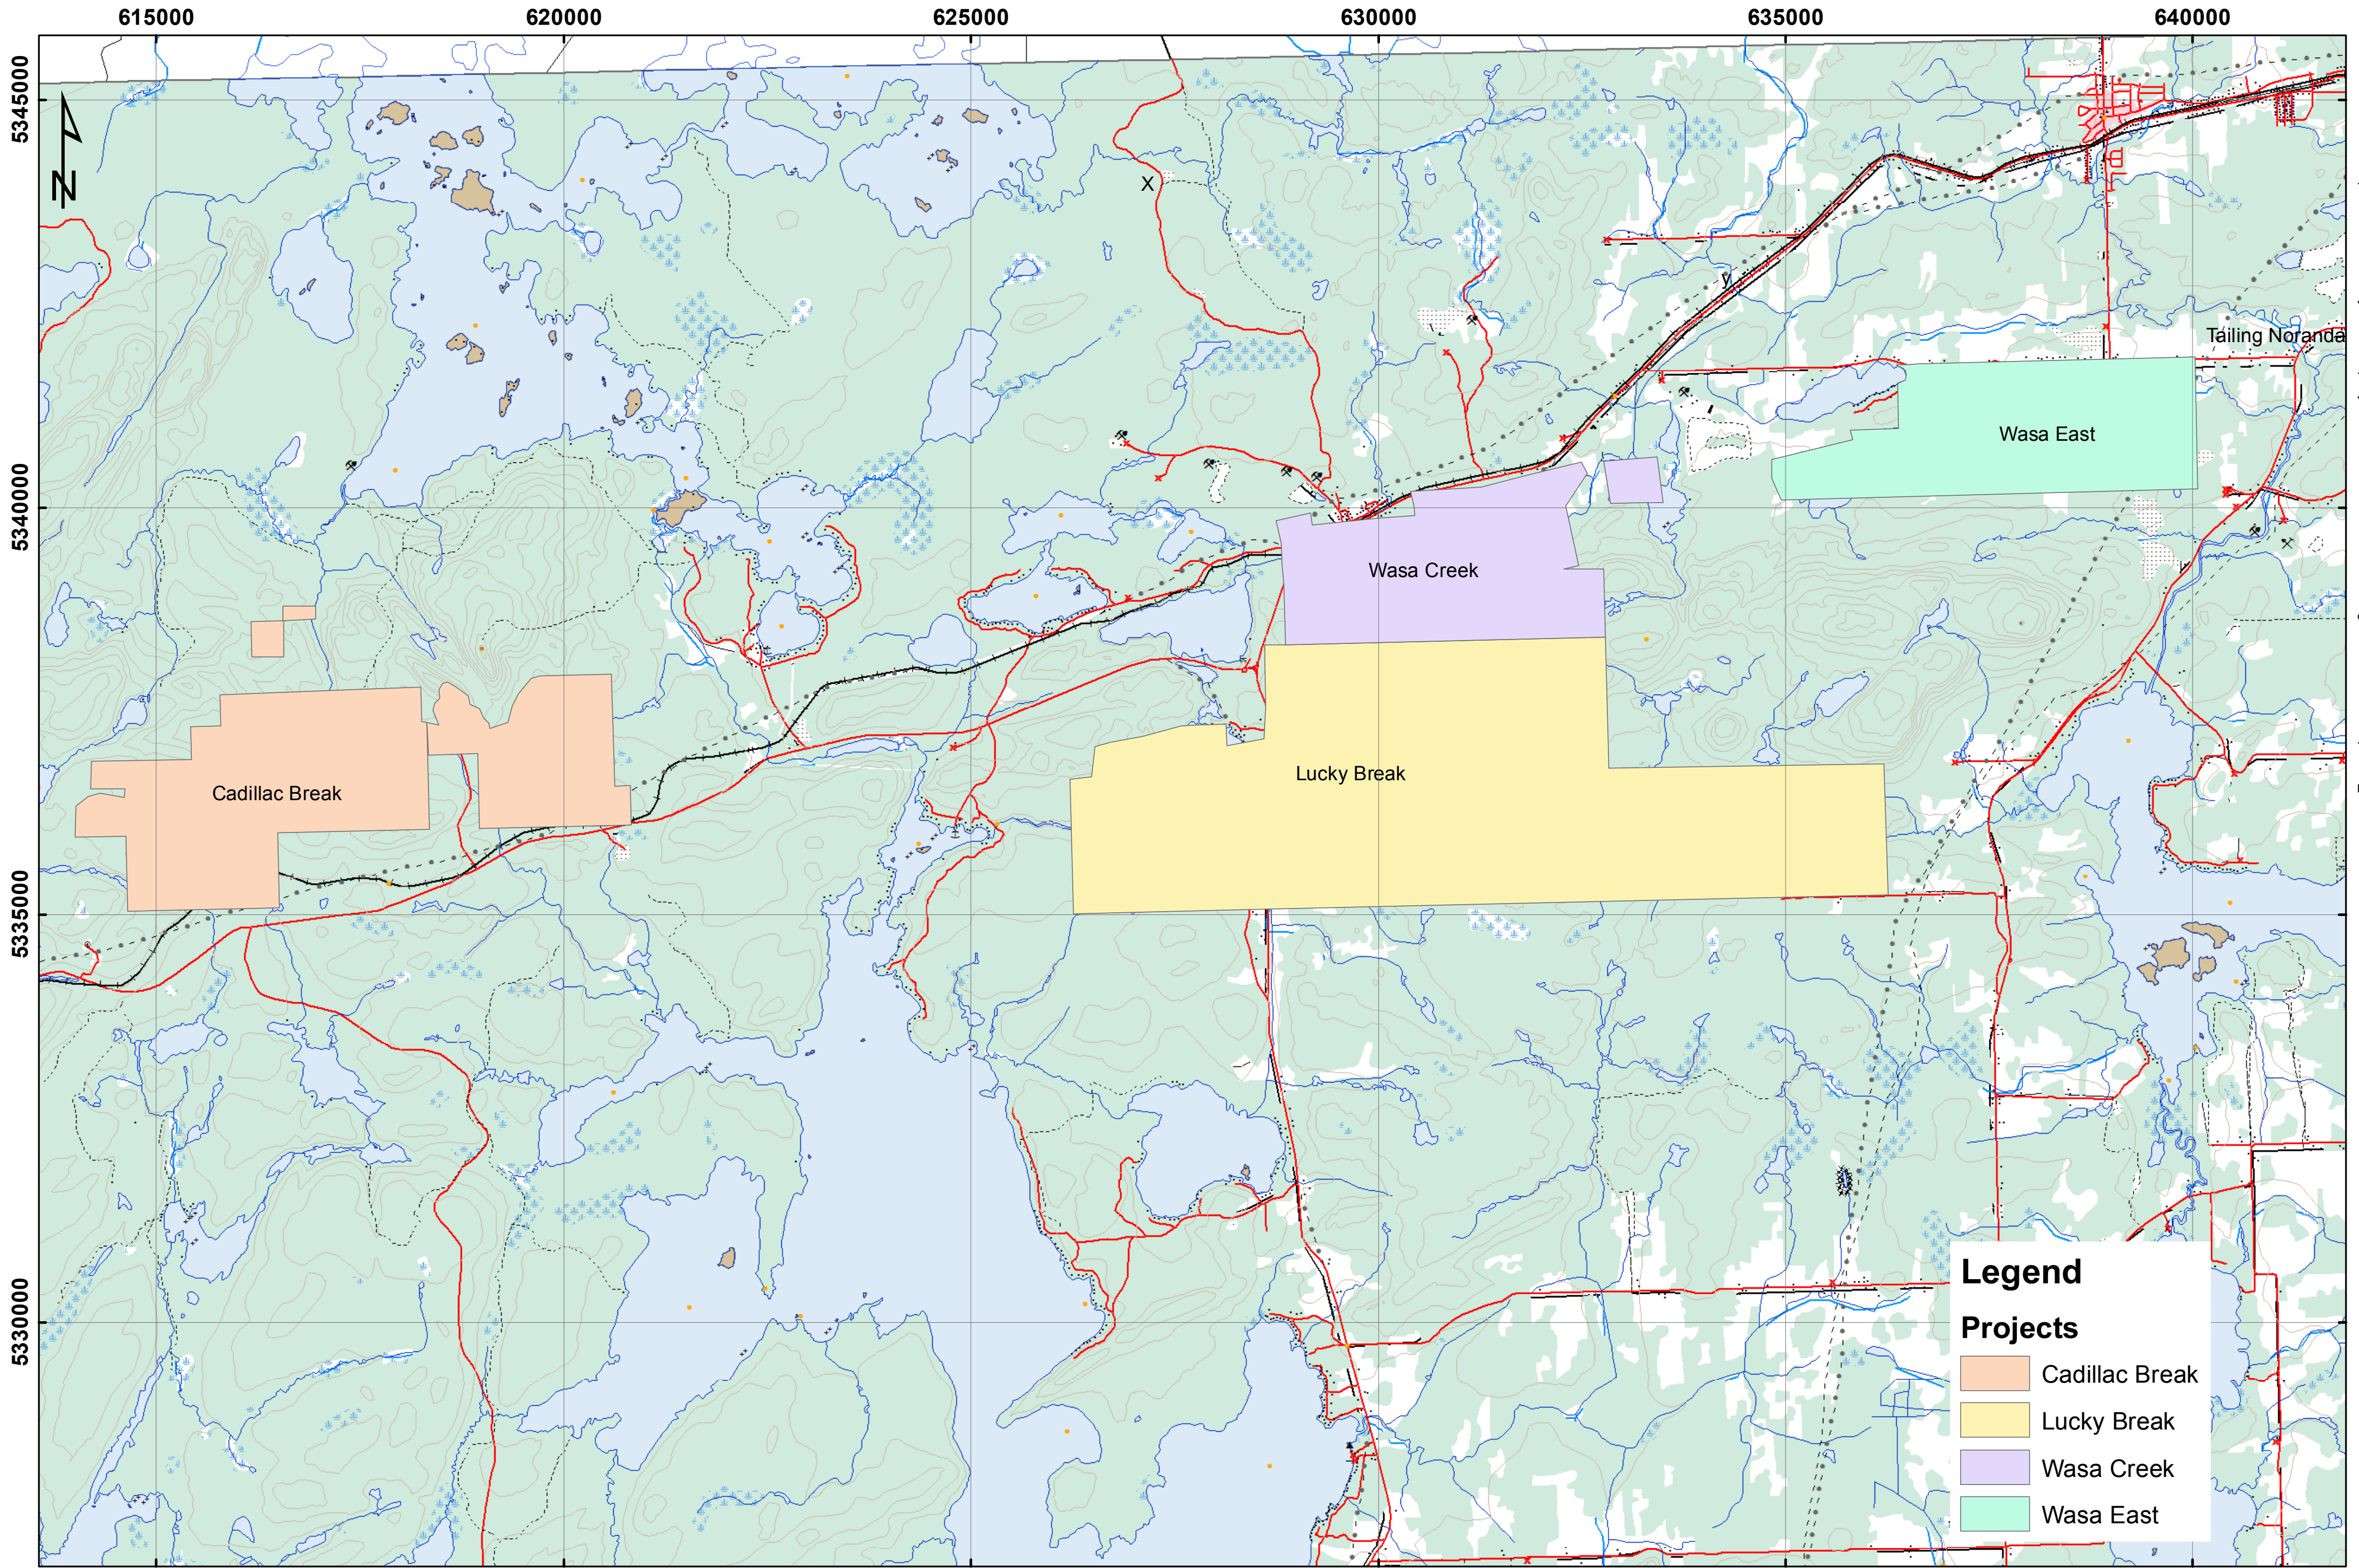 615000 620000 625000 630000 635000 640000
5345000
N
X
y
Tailing Noranda
Wasa East
5340000
Wasa Creek
Lucky Break
Cadillac Break
5335000
5330000
Legend
Projects
Cadillac Break
Lucky Break
Wasa Creek
Wasa East